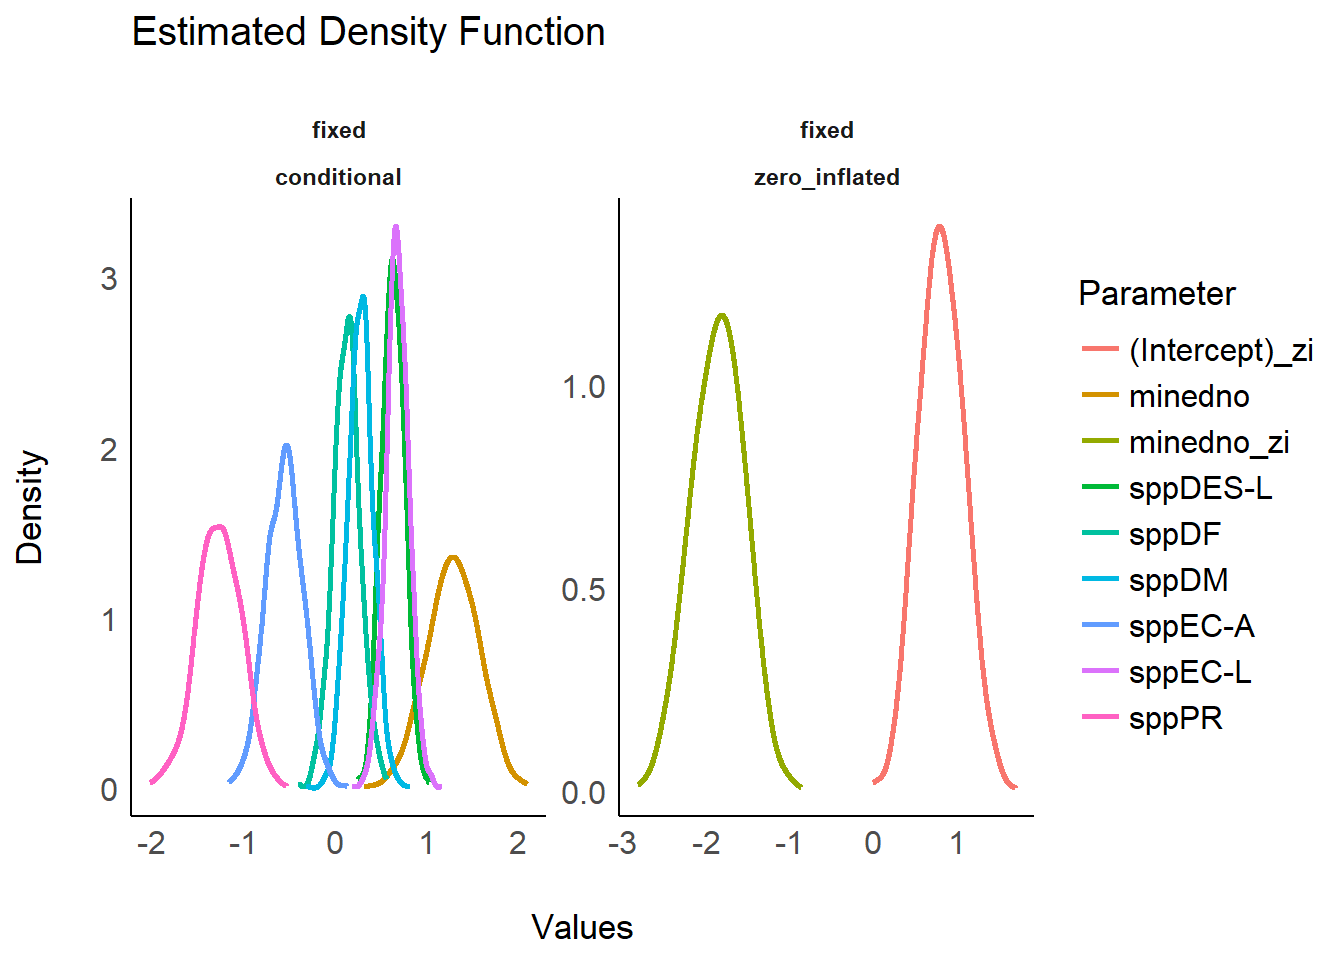 Estimated Density Function
fixed
conditional
fixed
zero_inflated
Density
3
2
1
0
-2 -1 0 1 2
1.0
0.5
0.0
-3 -2 -1 0 1
Values
Parameter
(Intercept)_zi
minedno
minedno_zi
sppDES-L
sppDF
sppDM
sppEC-A
sppEC-L
sppPR